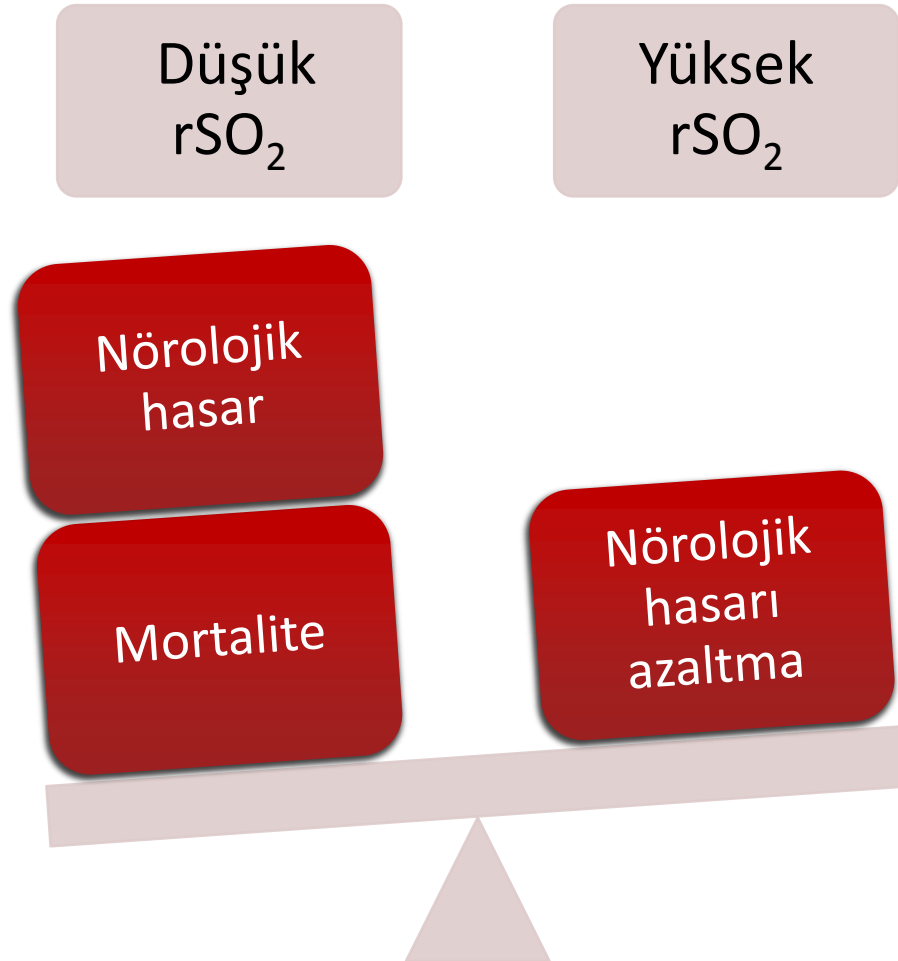 Düşük
rSO₂
Yüksek
rSO₂
Nörolojik
hasar
Mortalite
Nörolojik
hasarı
azaltma